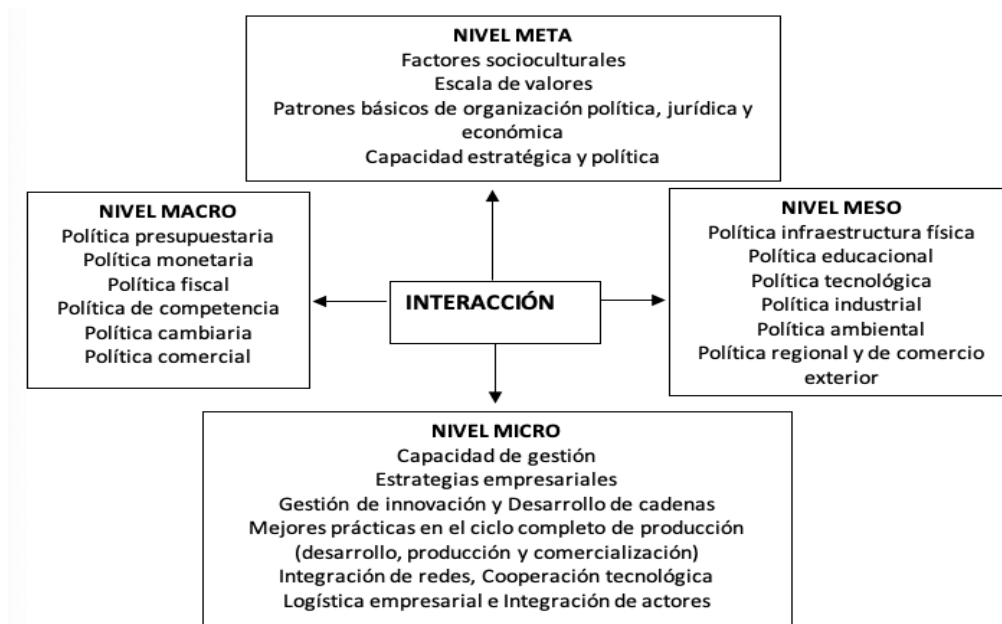 NIVEL META
Factores socioculturales
Escala de valores
Patrones básicos de organización política, jurídica y
económica
Capacidad estratégica y política
NIVEL MACRO
Política presupuestaria
Política monetaria
Política fiscal
Política de competencia
Política cambiaria
Política comercial
INTERACCIÓN
NIVEL MESO
Política infraestructura física
Política educacional
Política tecnológica
Política industrial
Política ambiental
Política regional y de comercio
exterior
NIVEL MICRO
Capacidad de gestión
Estrategias empresariales
Gestión de innovación y Desarrollo de cadenas
Mejores prácticas en el ciclo completo de producción
(desarrollo, producción y comercialización)
Integración de redes, Cooperación tecnológica
Logística empresarial e Integración de actores